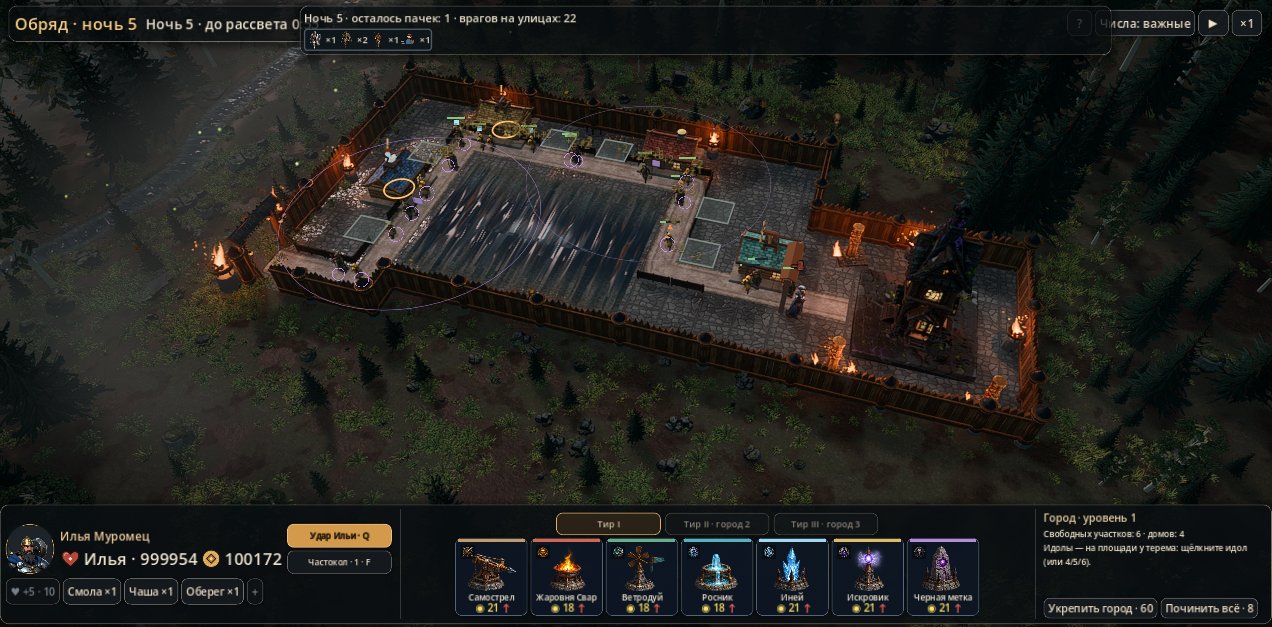 Обряд · ночь 5 Ночь 5 · до рассвета 0
Ночь 5 · осталось пачек: 1 · врагов на улицах: 22
×1 ×2 ×1 ×1
?
Числа: важные
▶
×1
Илья Муромец
Илья · 999954 100172
♥ +5 · 10
Смола ×1
Чаша ×1
Оберег ×1
+
Удар Ильи · Q
Частокол · 1 · F
Тир I
Тир II · город 2
Тир III · город 3
Самострел
21 ↑
Жаровня Свар
18 ↑
Ветродуй
18 ↑
Росник
18 ↑
Иней
21 ↑
Искровик
21 ↑
Черная метка
21 ↑
Город · уровень 1
Свободных участков: 6 · домов: 4
Идолы — на площади у терема: щёлкните идол
(или 4/5/6).
Укрепить город · 60
Починить всё · 8